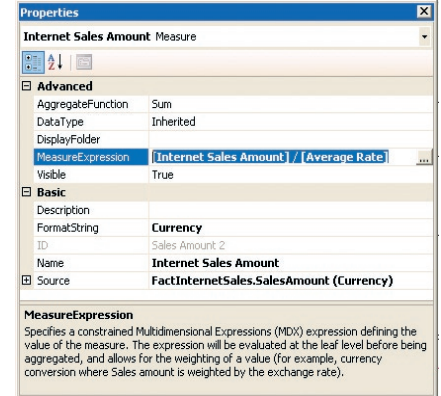 Properties
Internet Sales Amount Measure
Advanced
AggregateFunction Sum
DataType Inherited
DisplayFolder
MeasureExpression [Internet Sales Amount] / [Average Rate] ...
Visible True
Basic
Description
FormatString Currency
ID Sales Amount 2
Name Internet Sales Amount
Source FactInternetSales.SalesAmount (Currency)
MeasureExpression
Specifies a constrained Multidimensional Expressions (MDX) expression defining the
value of the measure. The expression will be evaluated at the leaf level before being
aggregated, and allows for the weighting of a value (for example, currency
conversion where Sales amount is weighted by the exchange rate).